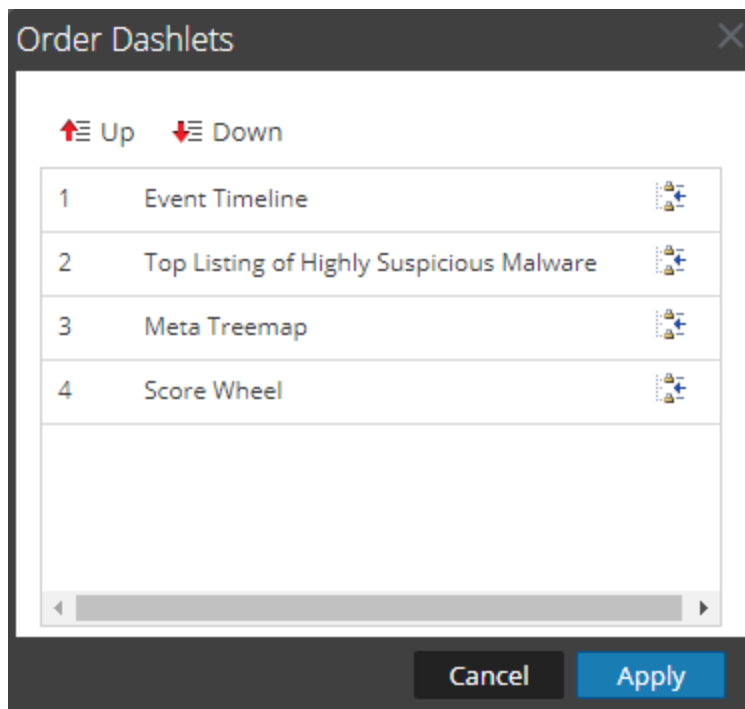 Order Dashlets
Up Down
1 Event Timeline
2 Top Listing of Highly Suspicious Malware
3 Meta Treemap
4 Score Wheel
Cancel Apply